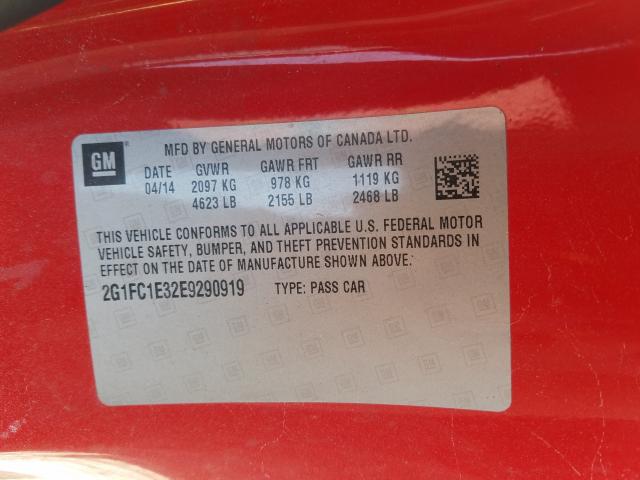 GM
MFD BY GENERAL MOTORS OF CANADA LTD.
DATE GVWR GAWR FRT GAWR RR
04/14 2097 KG 978 KG 1119 KG
4623 LB 2155 LB 2468 LB
THIS VEHICLE CONFORMS TO ALL APPLICABLE U.S. FEDERAL MOTOR
VEHICLE SAFETY, BUMPER, AND THEFT PREVENTION STANDARDS IN
EFFECT ON THE DATE OF MANUFACTURE SHOWN ABOVE.
2G1FC1E32E9290919 TYPE: PASS CAR